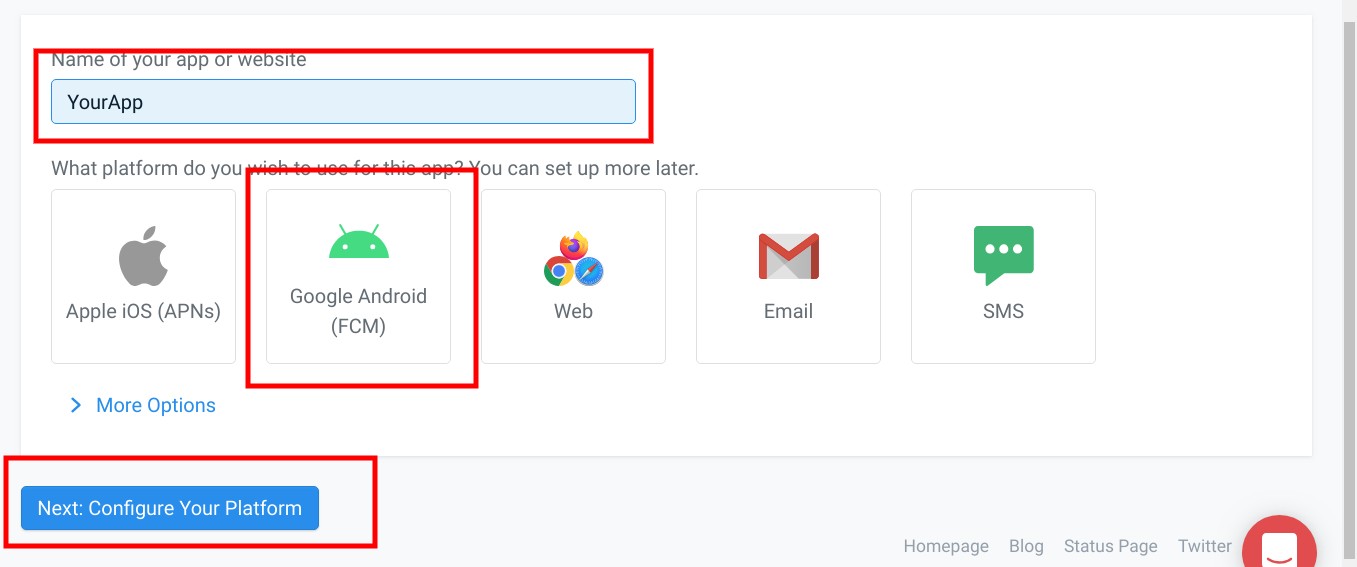 Name of your app or website
YourApp
What platform do you wish to use for this app? You can set up more later.
Apple iOS (APNs)
Google Android
(FCM)
Web
Email
SMS
More Options
Next: Configure Your Platform
Homepage Blog Status Page Twitter